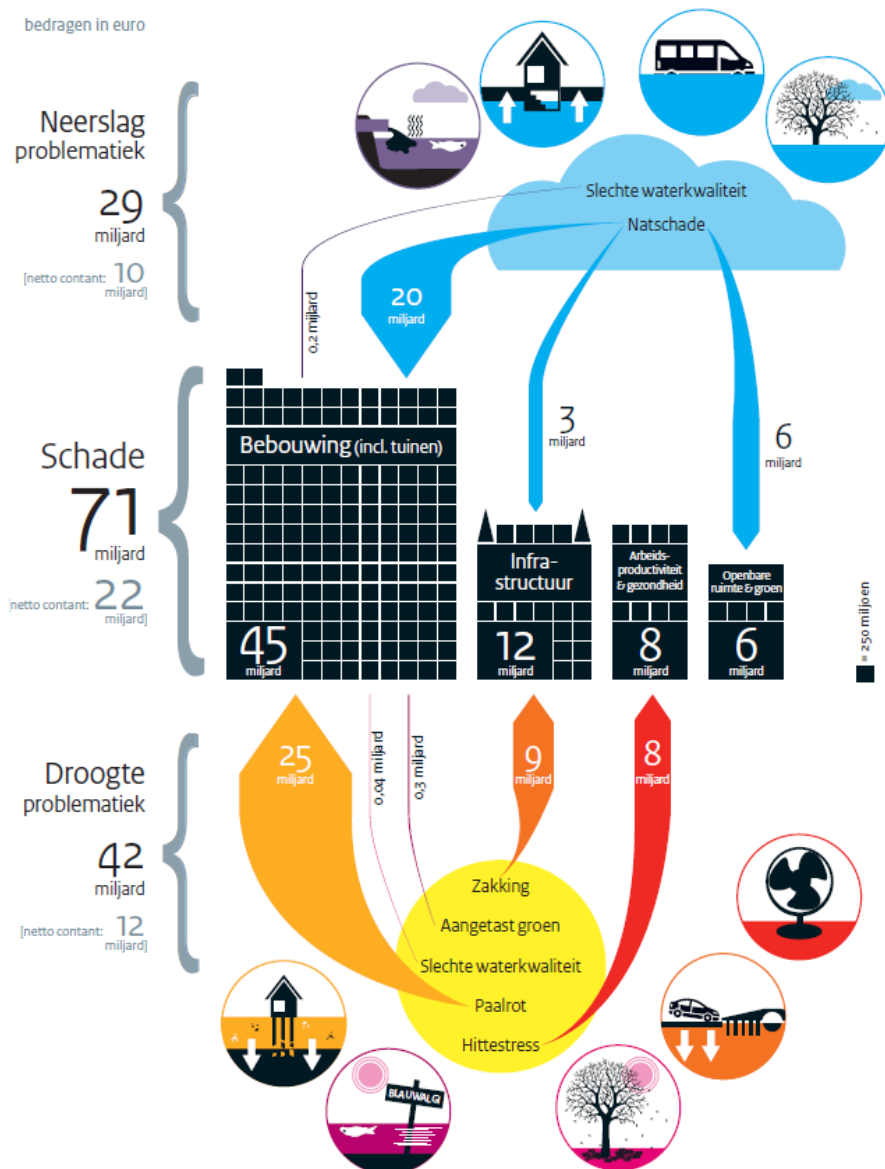 bedragen in euro
Neerslag
problematiek
29
miljard
[netto contant: 10
miljard]
Slechte waterkwaliteit
Natschade
0,2 miljard
20
miljard
3
miljard
6
miljard
Schade
71
miljard
[netto contant: 22
miljard]
Bebouwing (incl. tuinen)
45
miljard
Infra-
structuur
12
miljard
Arbeids-
productiviteit
& gezondheid
8
miljard
Openbare
ruimte & groen
6
miljard
= 250 miljoen
Droogte
problematiek
42
miljard
[netto contant: 12
miljard]
25
miljard
0,04 miljard
0,3 miljard
9
miljard
8
miljard
Zakking
Aangetast groen
Slechte waterkwaliteit
Paalrot
Hittestress
BLAUWALG!